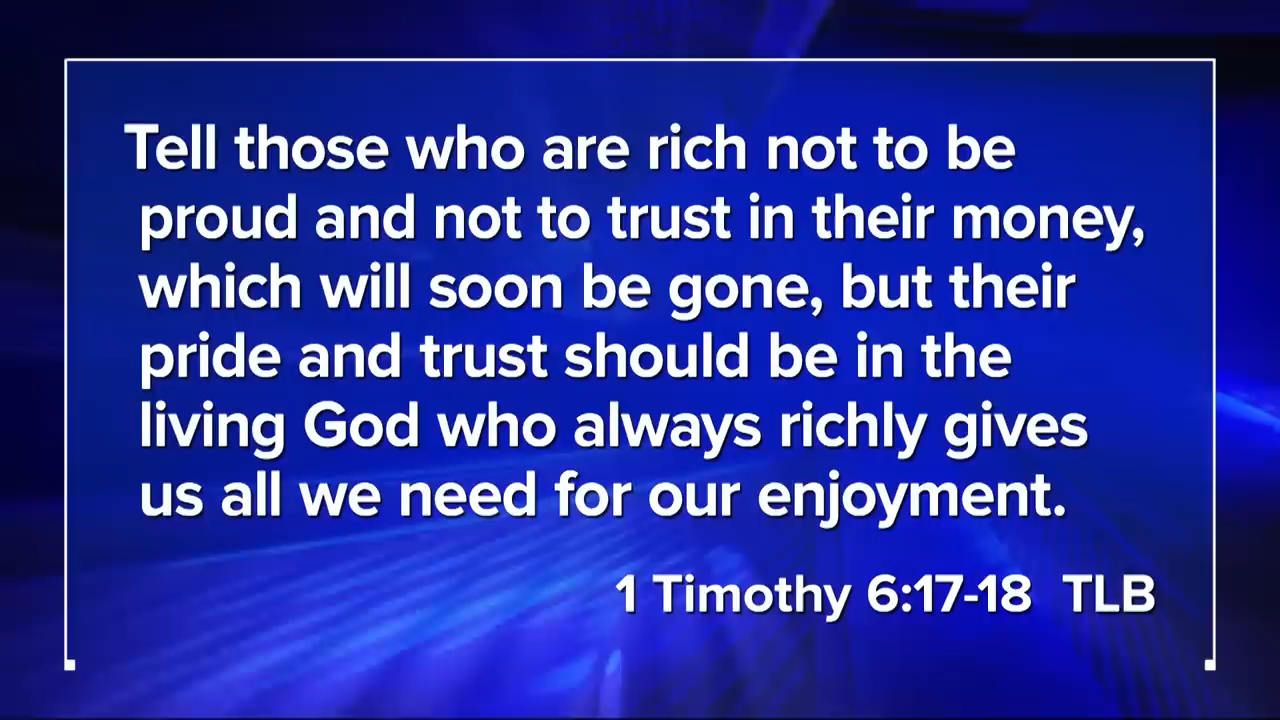 Tell those who are rich not to be
proud and not to trust in their money,
which will soon be gone, but their
pride and trust should be in the
living God who always richly gives
us all we need for our enjoyment.
1 Timothy 6:17-18 TLB